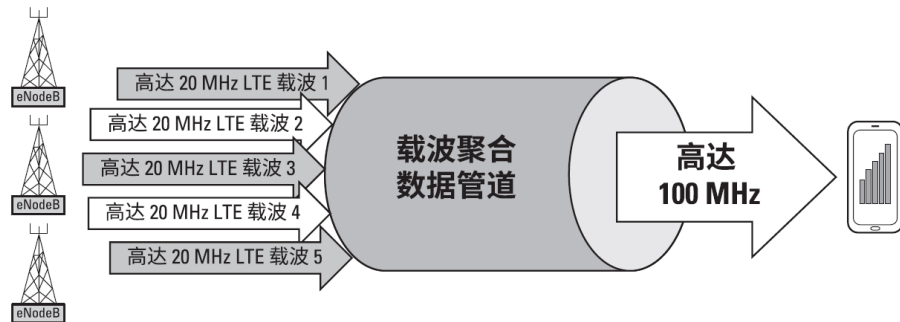 eNodeB
eNodeB
eNodeB
高达 20 MHz LTE 载波 1
高达 20 MHz LTE 载波 2
高达 20 MHz LTE 载波 3
高达 20 MHz LTE 载波 4
高达 20 MHz LTE 载波 5
载波聚合
数据管道
高达
100 MHz